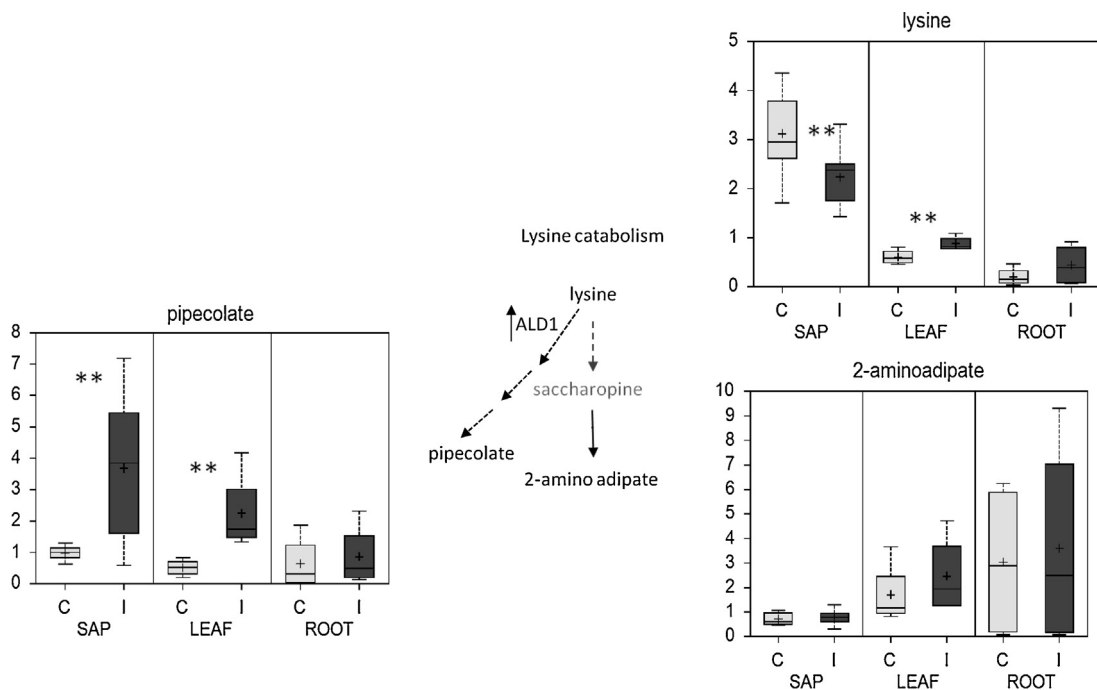 lysine
5
4
3
2
1
0
**
**
C I C I C I
SAP LEAF ROOT
Lysine catabolism
lysine
ALD1
saccharopine
pipecolate
2-amino adipate
pipecolate
8
7
6
5
4
3
2
1
0
**
**
C I C I C I
SAP LEAF ROOT
2-aminoadipate
10
9
8
7
6
5
4
3
2
1
0
C I C I C I
SAP LEAF ROOT